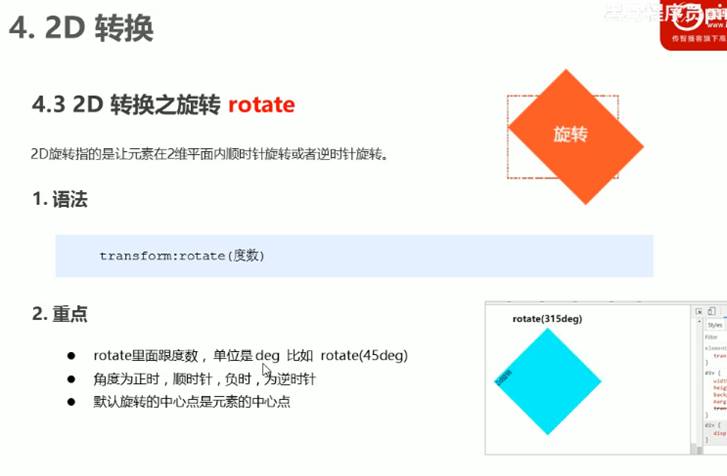 4. 2D 转换
4.3 2D 转换之旋转 rotate
旋转
2D旋转指的是让元素在2维平面内顺时针旋转或者逆时针旋转。
1. 语法
transform:rotate(度数)
2. 重点
rotate里面跟度数，单位是 deg 比如 rotate(45deg)
角度为正时，顺时针，负时，为逆时针
默认旋转的中心点是元素的中心点
rotate(315deg)
Styles
Filter